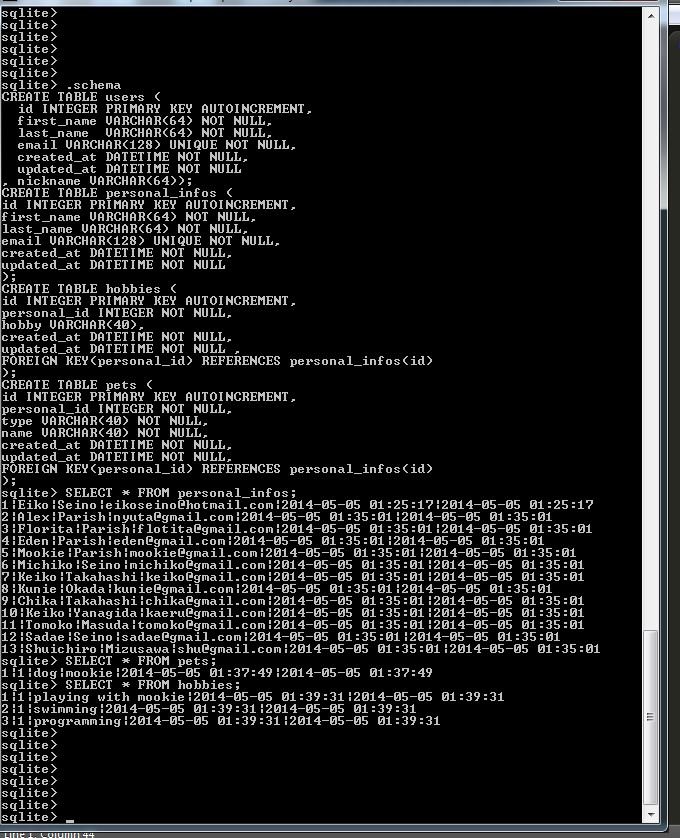 sqlite>
sqlite>
sqlite>
sqlite>
sqlite>
sqlite>
sqlite> .schema
CREATE TABLE users (
  id INTEGER PRIMARY KEY AUTOINCREMENT,
  first_name VARCHAR(64) NOT NULL,
  last_name  VARCHAR(64) NOT NULL,
  email VARCHAR(128) UNIQUE NOT NULL,
  created_at DATETIME NOT NULL,
  updated_at DATETIME NOT NULL
, nickname VARCHAR(64));
CREATE TABLE personal_infos (
id INTEGER PRIMARY KEY AUTOINCREMENT,
first_name VARCHAR(64) NOT NULL,
last_name VARCHAR(64) NOT NULL,
email VARCHAR(128) UNIQUE NOT NULL,
created_at DATETIME NOT NULL,
updated_at DATETIME NOT NULL
);
CREATE TABLE hobbies (
id INTEGER PRIMARY KEY AUTOINCREMENT,
personal_id INTEGER NOT NULL,
hobby VARCHAR(40),
created_at DATETIME NOT NULL,
updated_at DATETIME NOT NULL ,
FOREIGN KEY(personal_id) REFERENCES personal_infos(id)
);
CREATE TABLE pets (
id INTEGER PRIMARY KEY AUTOINCREMENT,
personal_id INTEGER NOT NULL,
type VARCHAR(40) NOT NULL,
name VARCHAR(40) NOT NULL,
created_at DATETIME NOT NULL,
updated_at DATETIME NOT NULL,
FOREIGN KEY(personal_id) REFERENCES personal_infos(id)
);
sqlite> SELECT * FROM personal_infos;
1|Eiko|Seino|eikoseino@hotmail.com|2014-05-05 01:25:17|2014-05-05 01:25:17
2|Alex|Parish|nyuta@gmail.com|2014-05-05 01:35:01|2014-05-05 01:35:01
3|Florita|Parish|flotita@gmail.com|2014-05-05 01:35:01|2014-05-05 01:35:01
4|Eden|Parish|eden@gmail.com|2014-05-05 01:35:01|2014-05-05 01:35:01
5|Mookie|Parish|mookie@gmail.com|2014-05-05 01:35:01|2014-05-05 01:35:01
6|Michiko|Seino|michiko@gmail.com|2014-05-05 01:35:01|2014-05-05 01:35:01
7|Keiko|Takahashi|keiko@gmail.com|2014-05-05 01:35:01|2014-05-05 01:35:01
8|Kunie|Okada|kunie@gmail.com|2014-05-05 01:35:01|2014-05-05 01:35:01
9|Chika|Takahashi|chika@gmail.com|2014-05-05 01:35:01|2014-05-05 01:35:01
10|Keiko|Yanagida|kaeru@gmail.com|2014-05-05 01:35:01|2014-05-05 01:35:01
11|Tomoko|Masuda|tomoko@gmail.com|2014-05-05 01:35:01|2014-05-05 01:35:01
12|Sadae|Seino|sadae@gmail.com|2014-05-05 01:35:01|2014-05-05 01:35:01
13|Shuichiro|Mizusawa|shu@gmail.com|2014-05-05 01:35:01|2014-05-05 01:35:01
sqlite> SELECT * FROM pets;
1|1|dog|mookie|2014-05-05 01:37:49|2014-05-05 01:37:49
sqlite> SELECT * FROM hobbies;
1|1|playing with mookie|2014-05-05 01:39:31|2014-05-05 01:39:31
2|1|swimming|2014-05-05 01:39:31|2014-05-05 01:39:31
3|1|programming|2014-05-05 01:39:31|2014-05-05 01:39:31
sqlite>
sqlite>
sqlite>
sqlite>
sqlite>
sqlite>
sqlite>
sqlite> _
Line 1, Column 44